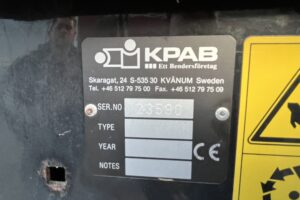 KPAB
Ett Bendersföretag
Skaragat, 24 S-535 30 KVÄNUM Sweden
Tel. +46 512 79 75 00 Fax. +46 512 79 75 09
SER.NO 23590
TYPE
YEAR
NOTES
CE